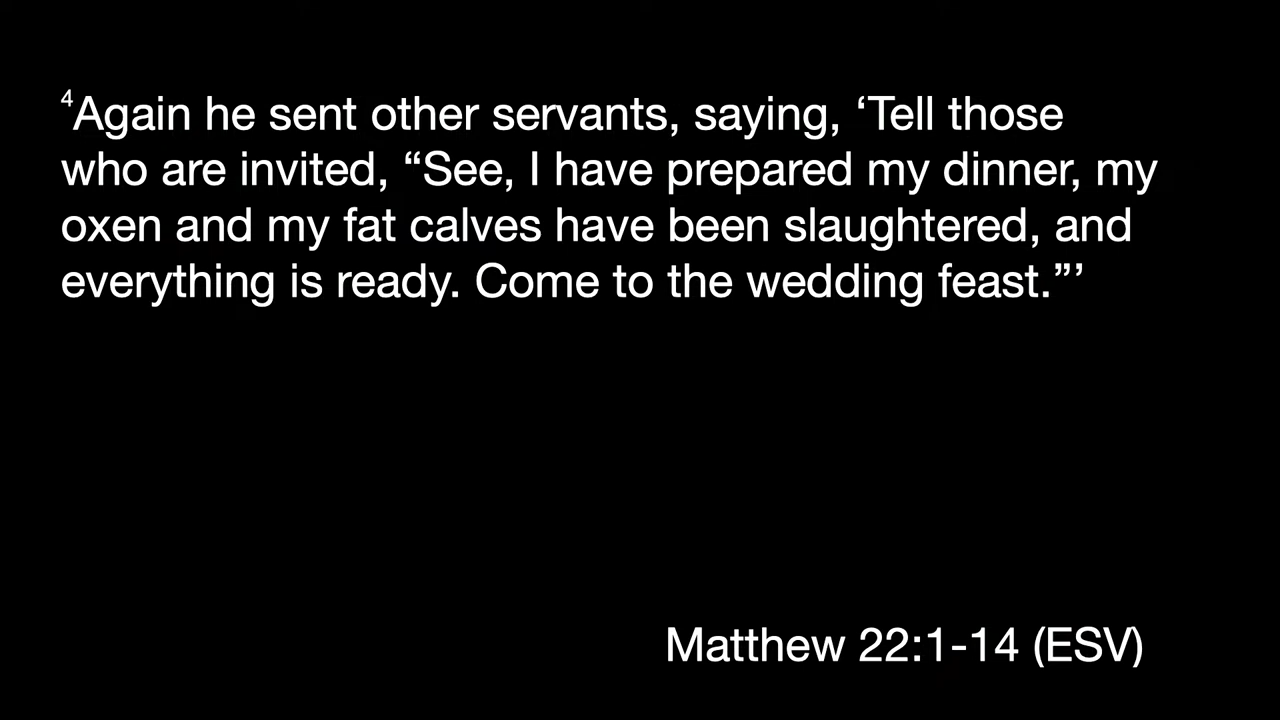 ⁴Again he sent other servants, saying, ‘Tell those
who are invited, “See, I have prepared my dinner, my
oxen and my fat calves have been slaughtered, and
everything is ready. Come to the wedding feast.”’
Matthew 22:1-14 (ESV)